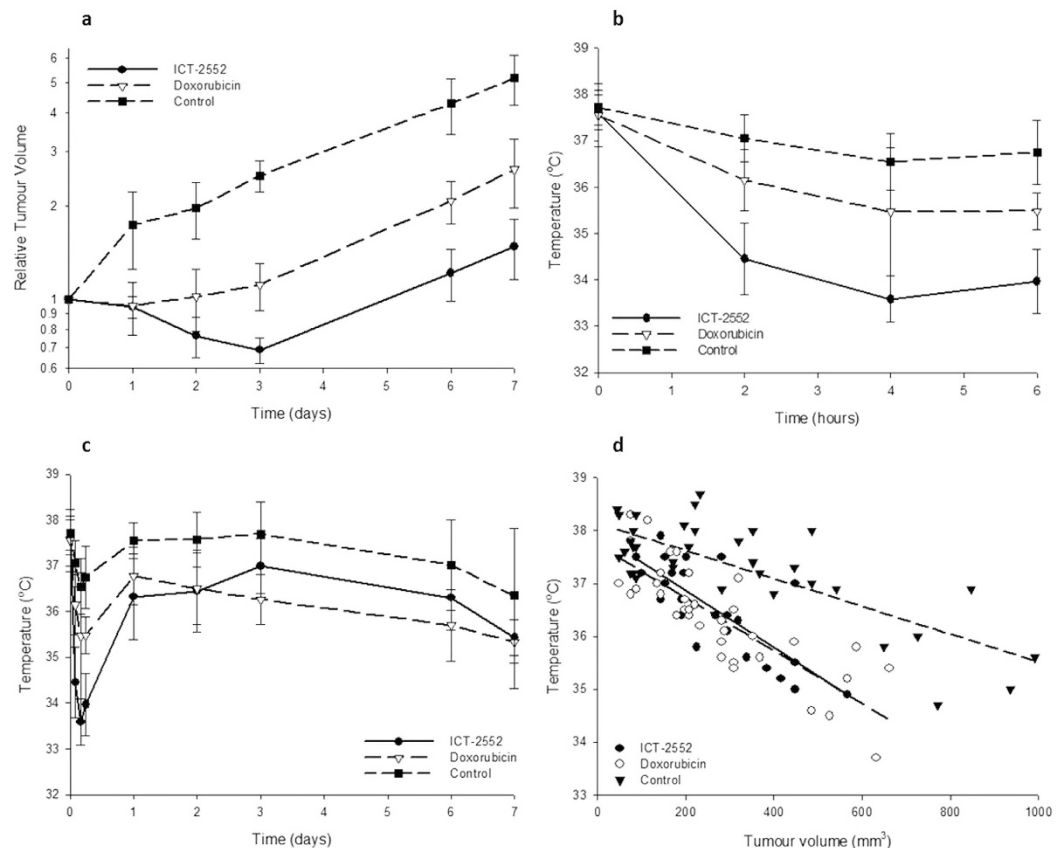 a
Relative Tumour Volume
6
5
4
3
2
1
0.9
0.8
0.7
0.6
ICT-2552
Doxorubicin
Control
0 1 2 3 4 5 6 7
Time (days)
b
Temperature (°C)
39
38
37
36
35
34
33
32
ICT-2552
Doxorubicin
Control
0 1 2 3 4 5 6
Time (hours)
c
Temperature (°C)
39
38
37
36
35
34
33
32
ICT-2552
Doxorubicin
Control
0 1 2 3 4 5 6 7
Time (days)
d
Temperature (°C)
39
38
37
36
35
34
33
ICT-2552
Doxorubicin
Control
0 200 400 600 800 1000
Tumour volume (mm³)